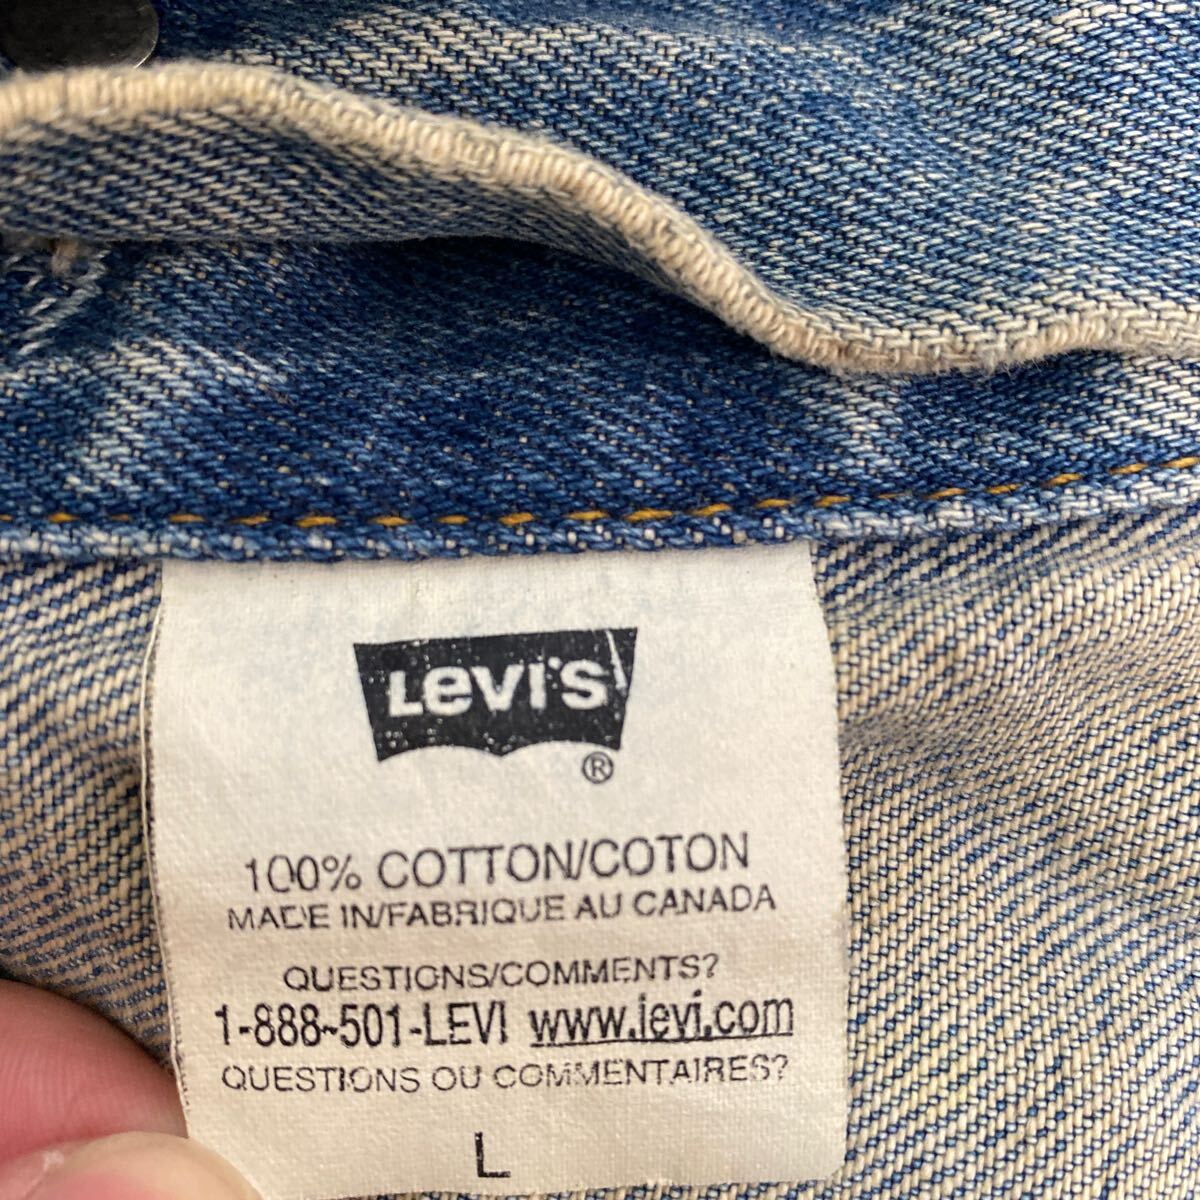 Levi's
®
100% COTTON/COTON
MADE IN/FABRIQUE AU CANADA
QUESTIONS/COMMENTS?
1-888-501-LEVI www.levi.com
QUESTIONS OU COMMENTAIRES?
L